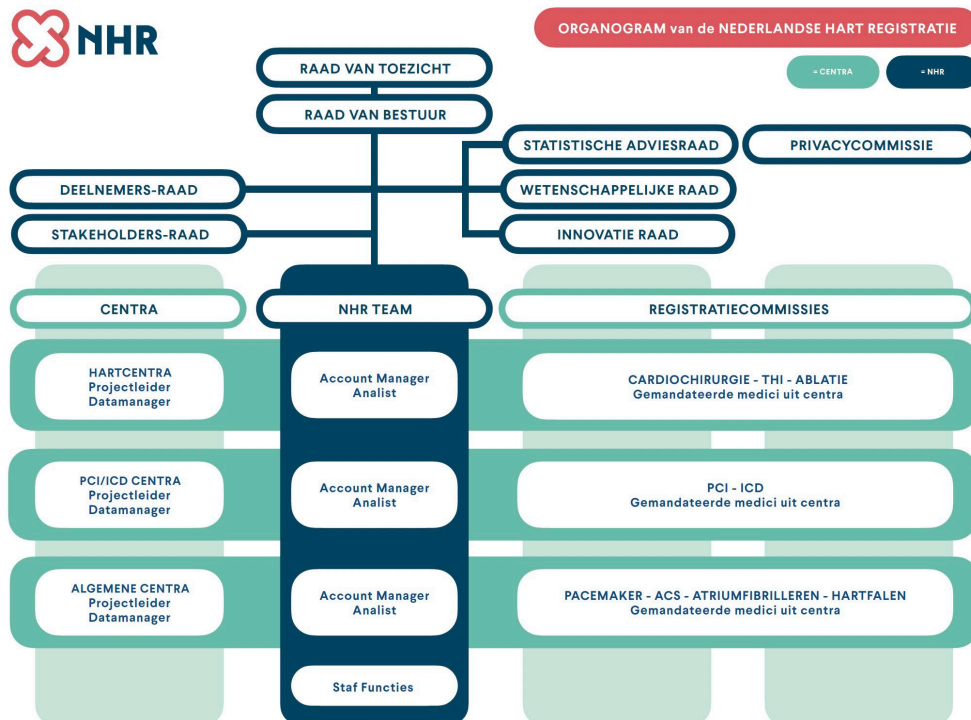 NHR
ORGANOGRAM van de NEDERLANDSE HART REGISTRATIE
= CENTRA
= NHR
RAAD VAN TOEZICHT
RAAD VAN BESTUUR
STATISTISCHE ADVIESRAAD
PRIVACYCOMMISSIE
DEELNEMERS-RAAD
WETENSCHAPPELIJKE RAAD
STAKEHOLDERS-RAAD
INNOVATIE RAAD
CENTRA
NHR TEAM
REGISTRATIECOMMISSIES
HARTCENTRA
Projectleider
Datamanager
Account Manager
Analist
CARDIOCHIRURGIE - THI - ABLATIE
Gemandateerde medici uit centra
PCI/ICD CENTRA
Projectleider
Datamanager
Account Manager
Analist
PCI - ICD
Gemandateerde medici uit centra
ALGEMENE CENTRA
Projectleider
Datamanager
Account Manager
Analist
PACEMAKER - ACS - ATRIUMFIBRILLEREN - HARTFALEN
Gemandateerde medici uit centra
Staf Functies